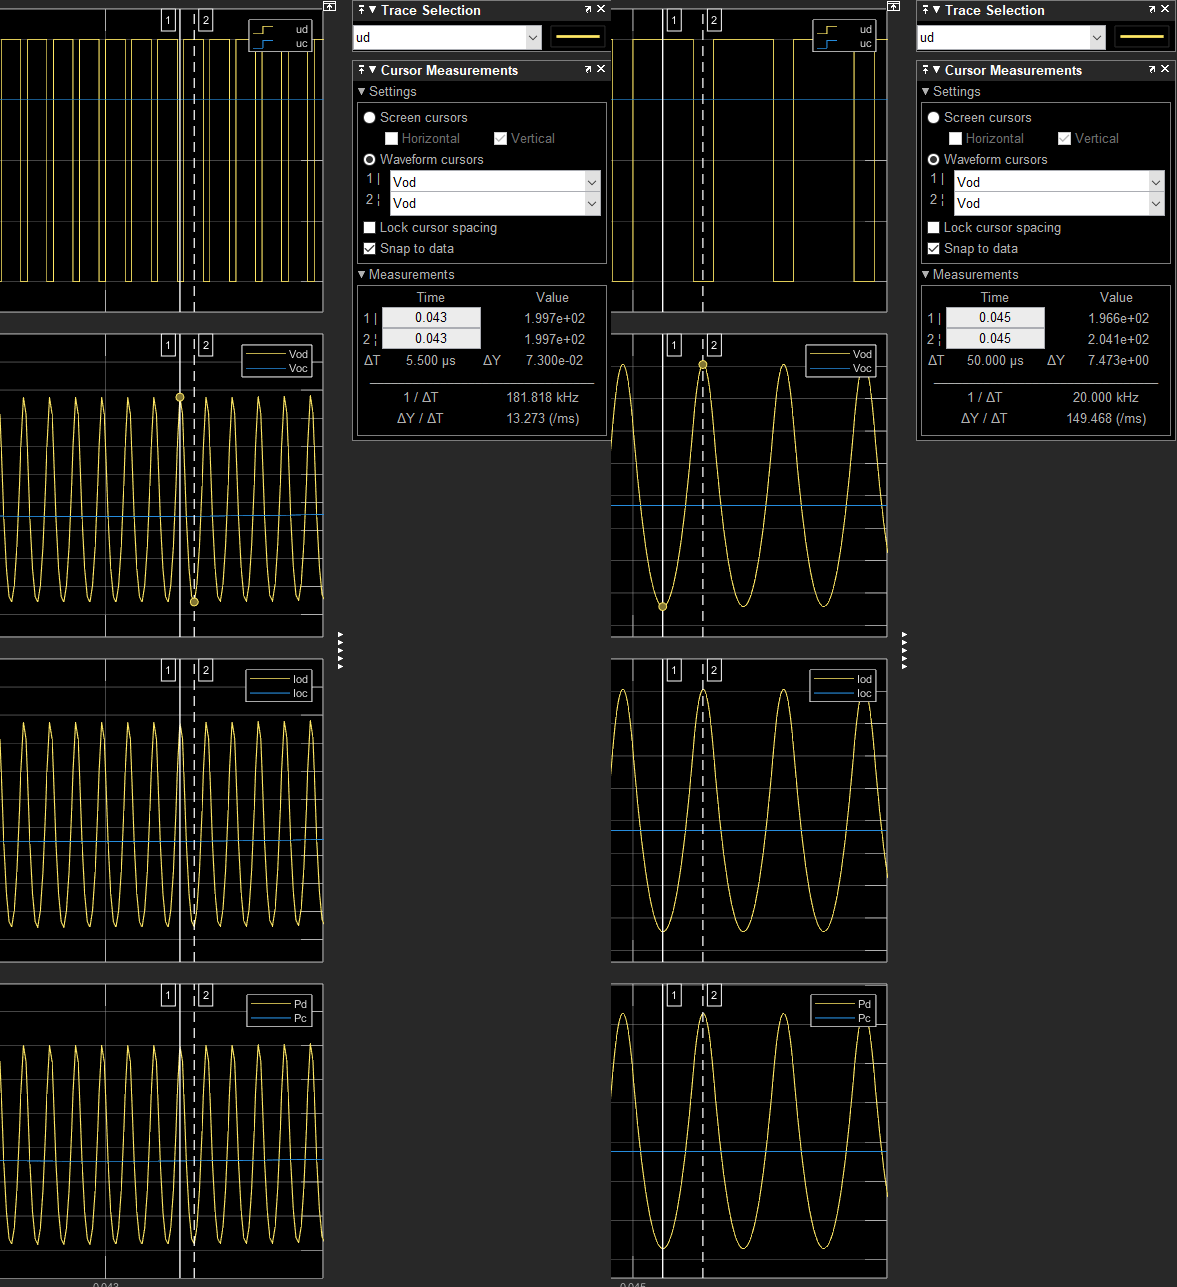 1 2
ud
uc
1 2
Vod
Voc
1 2
Iod
Ioc
1 2
Pd
Pc
0.043
Trace Selection
ud
Cursor Measurements
Settings
Screen cursors
Horizontal Vertical
Waveform cursors
1 | Vod
2 ¦ Vod
Lock cursor spacing
Snap to data
Measurements
Time Value
1 | 0.043 1.997e+02
2 ¦ 0.043 1.997e+02
ΔT 5.500 µs ΔY 7.300e-02
1 / ΔT 181.818 kHz
ΔY / ΔT 13.273 (/ms)
1 2
ud
uc
1 2
Vod
Voc
1 2
Iod
Ioc
1 2
Pd
Pc
0.045
Trace Selection
ud
Cursor Measurements
Settings
Screen cursors
Horizontal Vertical
Waveform cursors
1 | Vod
2 ¦ Vod
Lock cursor spacing
Snap to data
Measurements
Time Value
1 | 0.045 1.966e+02
2 ¦ 0.045 2.041e+02
ΔT 50.000 µs ΔY 7.473e+00
1 / ΔT 20.000 kHz
ΔY / ΔT 149.468 (/ms)